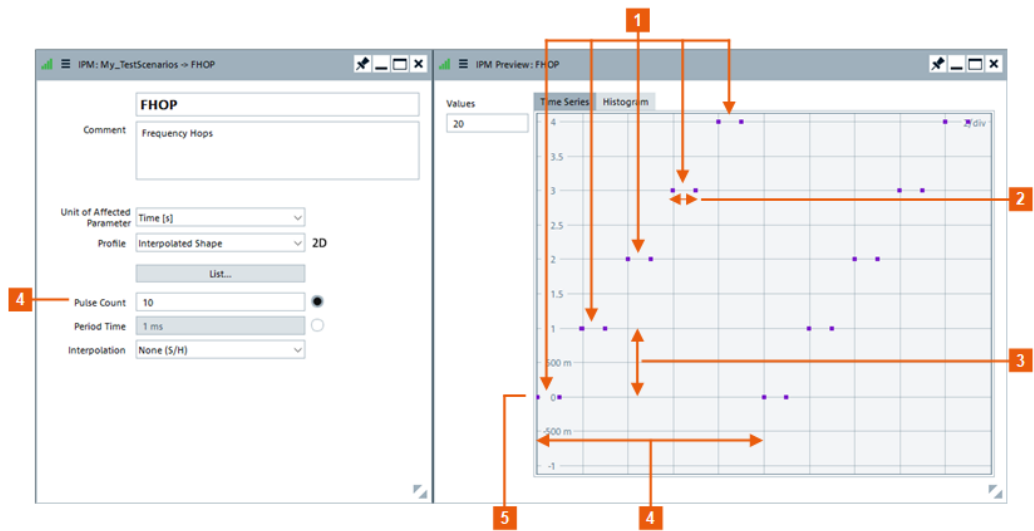 1
IPM: My_TestScenarios -> FHOP
FHOP
Comment
Frequency Hops
Unit of Affected
Parameter
Time [s]
Profile
Interpolated Shape
2D
List...
4
Pulse Count
10
Period Time
1 ms
Interpolation
None (S/H)
IPM Preview: FHOP
Values
20
Time Series
Histogram
2/div
4
3.5
3
2.5
2
1.5
1
500 m
0
-500 m
-1
2
3
5
4